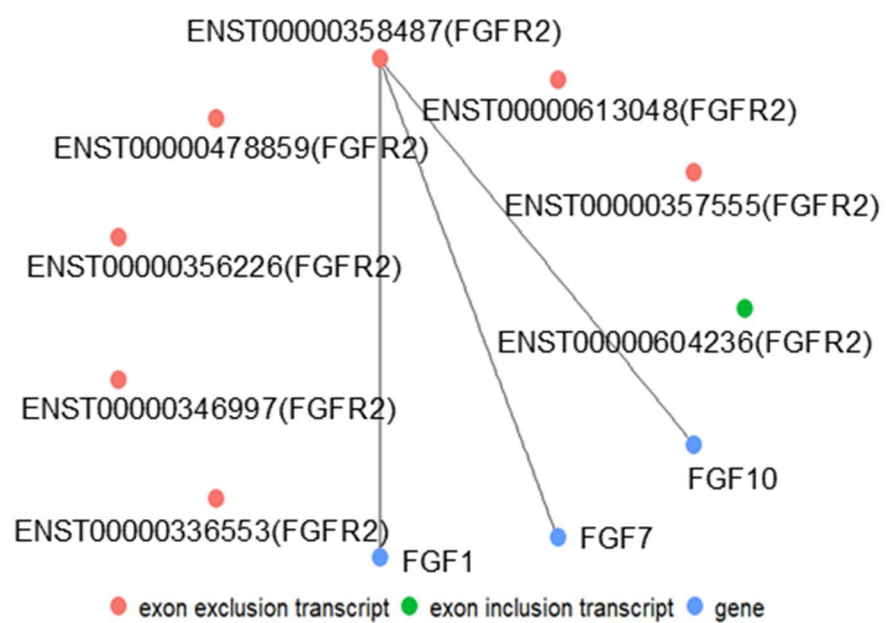 ENST00000358487(FGFR2)
ENST00000613048(FGFR2)
ENST00000478859(FGFR2)
ENST00000357555(FGFR2)
ENST00000356226(FGFR2)
ENST00000604236(FGFR2)
ENST00000346997(FGFR2)
FGF10
ENST00000336553(FGFR2)
FGF7
FGF1
exon exclusion transcript exon inclusion transcript gene